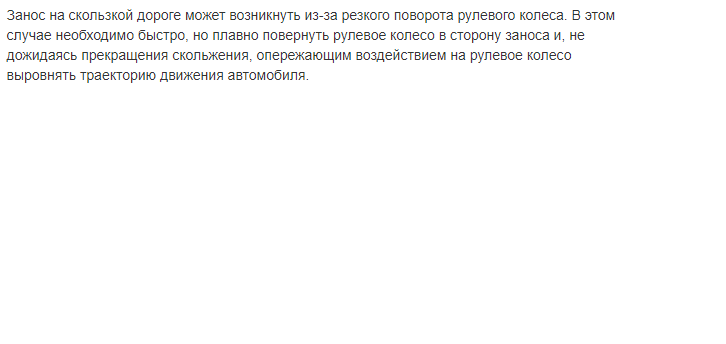 Занос на скользкой дороге может возникнуть из-за резкого поворота рулевого колеса. В этом
случае необходимо быстро, но плавно повернуть рулевое колесо в сторону заноса и, не
дожидаясь прекращения скольжения, опережающим воздействием на рулевое колесо
выровнять траекторию движения автомобиля.